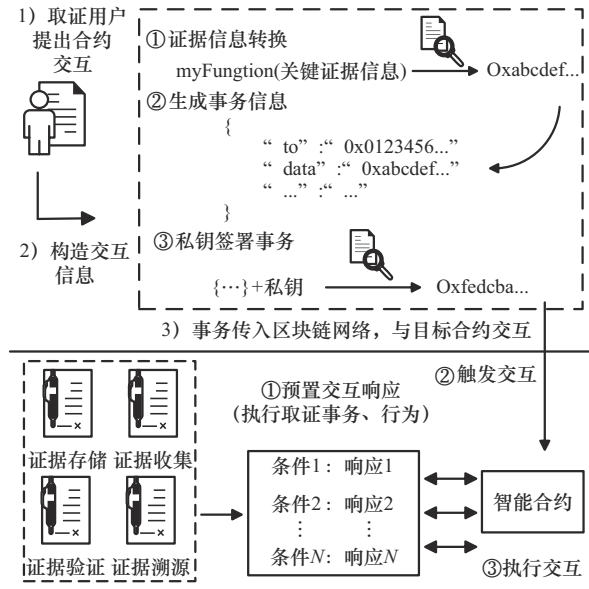 1）取证用户
提出合约
交互
2）构造交互
信息
①证据信息转换
myFungtion(关键证据信息)
Oxabcdef...
②生成事务信息
{
“ to” :“ 0x0123456...”
“ data” :“ 0xabcdef...”
“ ...” :“ ...”
}
③私钥签署事务
{···}+私钥
Oxfedcba...
3）事务传入区块链网络，与目标合约交互
证据存储 证据收集
证据验证 证据溯源
①预置交互响应
（执行取证事务、行为）
条件1：响应1
条件2：响应2
⋮ ⋮
条件N：响应N
②触发交互
智能合约
③执行交互